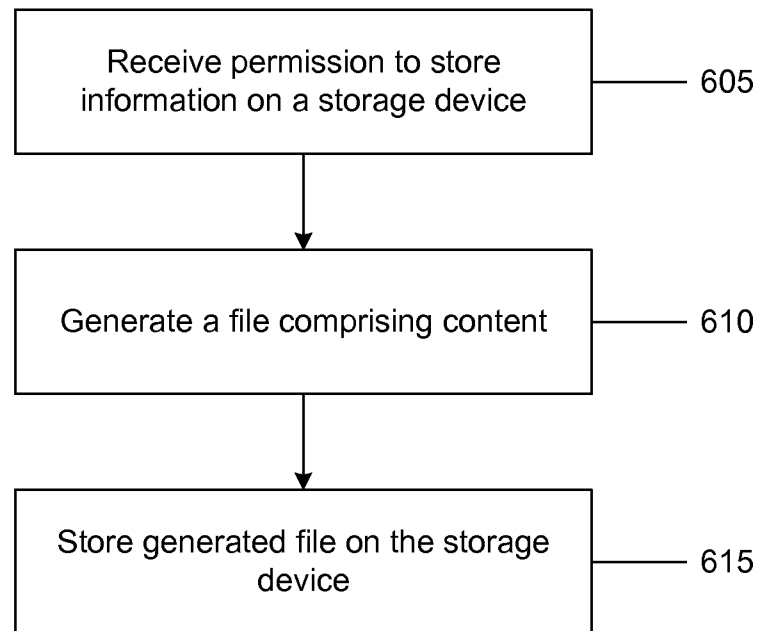 Receive permission to store
information on a storage device
605
Generate a file comprising content
610
Store generated file on the storage
device
615